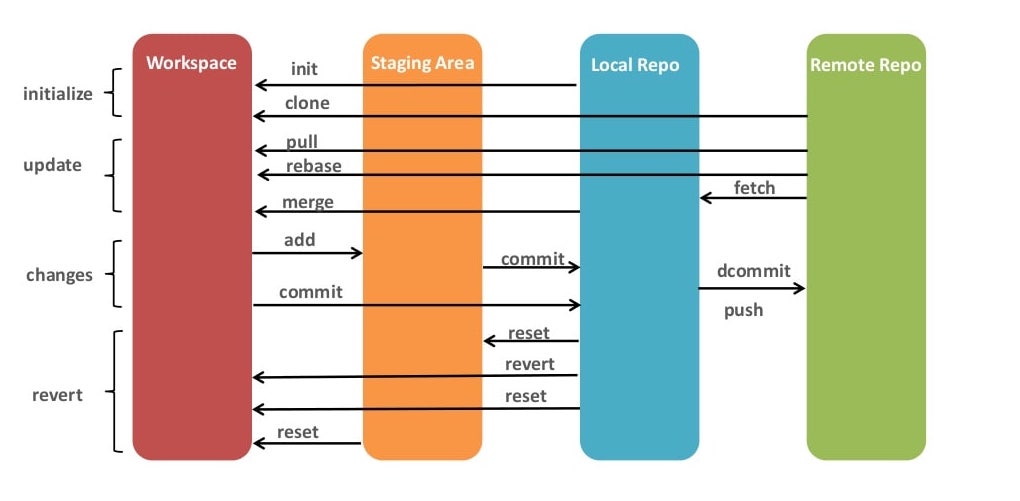 Workspace
Staging Area
Local Repo
Remote Repo
initialize
init
clone
update
pull
rebase
fetch
merge
changes
add
commit
dcommit
commit
push
revert
reset
revert
reset
reset